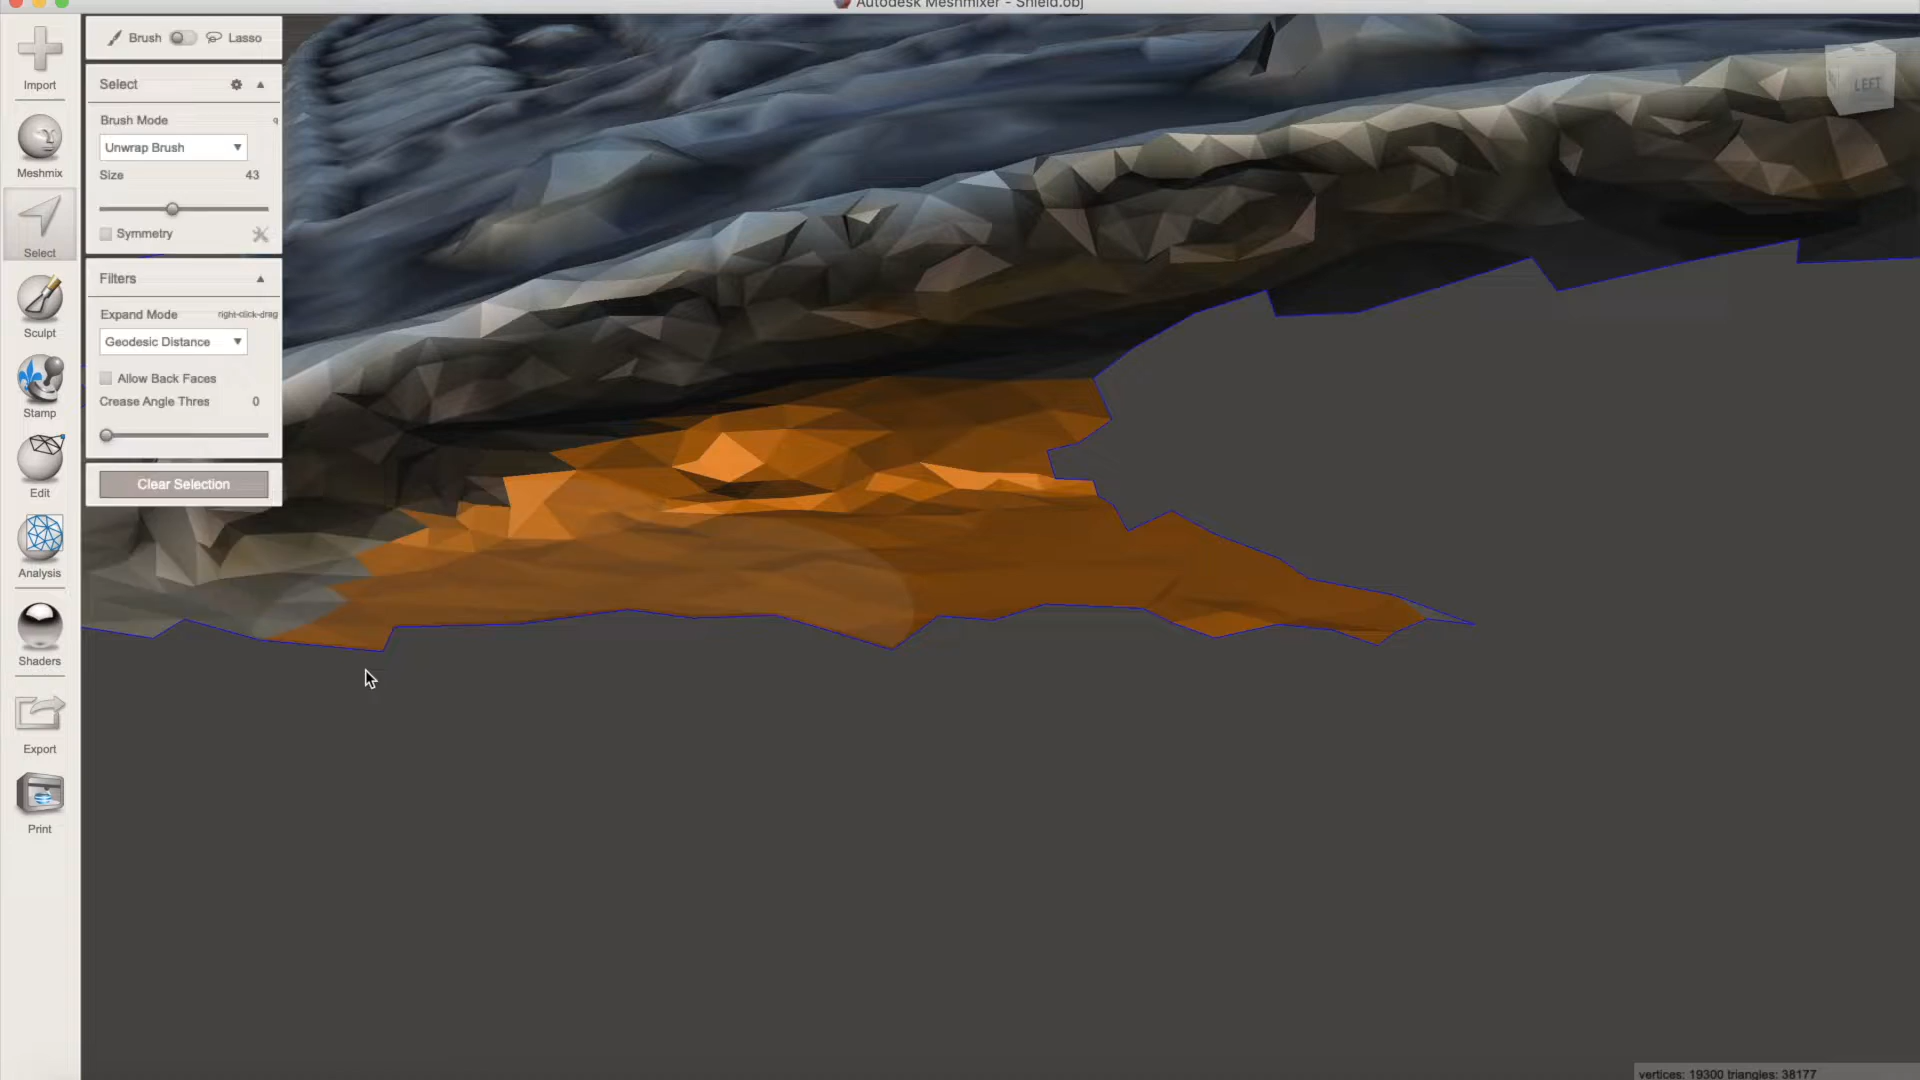 Autodesk Meshmixer - Shield.obj
Import
Meshmix
Select
Sculpt
Stamp
Edit
Analysis
Shaders
Export
Print
Brush
Lasso
Select
Brush Mode q
Unwrap Brush
Size 43
Symmetry
Filters
Expand Mode right-click-drag
Geodesic Distance
Allow Back Faces
Crease Angle Thres 0
Clear Selection
LEFT
vertices: 19300 triangles: 38177